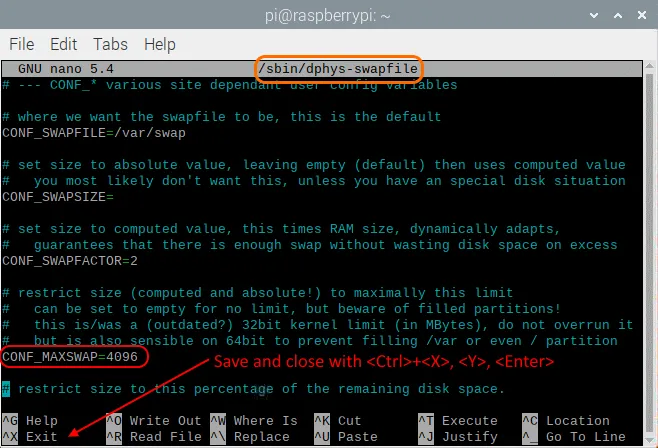 pi@raspberrypi: ~
File Edit Tabs Help
GNU nano 5.4 /sbin/dphys-swapfile
# --- CONF_* various site dependant user config variables
# where we want the swapfile to be, this is the default
CONF_SWAPFILE=/var/swap
# set size to absolute value, leaving empty (default) then uses computed value
#   you most likely don't want this, unless you have an special disk situation
CONF_SWAPSIZE=
# set size to computed value, this times RAM size, dynamically adapts,
#   guarantees that there is enough swap without wasting disk space on excess
CONF_SWAPFACTOR=2
# restrict size (computed and absolute!) to maximally this limit
#   can be set to empty for no limit, but beware of filled partitions!
#   this is/was a (outdated?) 32bit kernel limit (in MBytes), do not overrun it
#   but is also sensible on 64bit to prevent filling /var or even / partition
CONF_MAXSWAP=4096
Save and close with <Ctrl>+<X>, <Y>, <Enter>
# restrict size to this percentage of the remaining disk space.
^G Help ^O Write Out ^W Where Is ^K Cut ^T Execute ^C Location
^X Exit ^R Read File ^\ Replace ^U Paste ^J Justify ^_ Go To Line